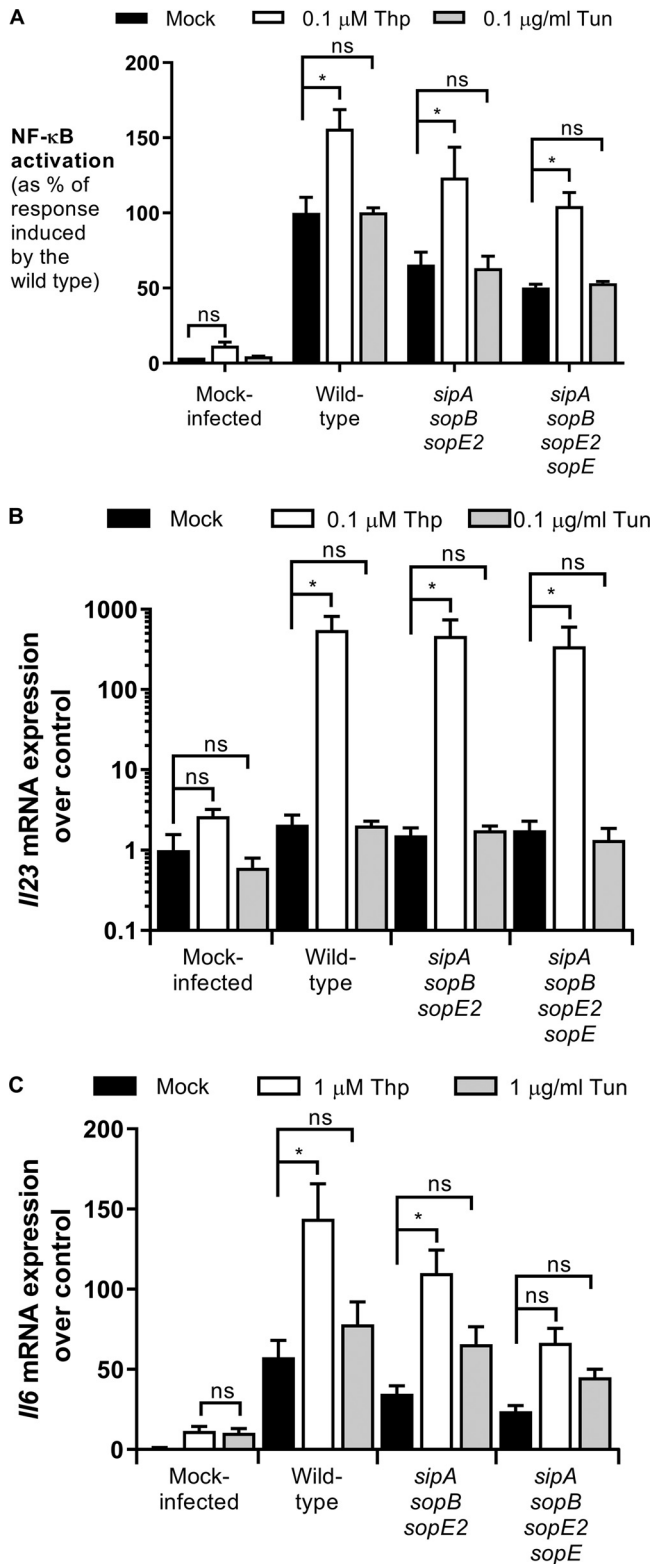 A
Mock 0.1 μM Thp 0.1 μg/ml Tun
ns
*
ns
*
ns
*
ns
200
150
100
50
0
NF-κB
activation
(as % of
response
induced
by the
wild type)
Mock-
infected
Wild-
type
sipA
sopB
sopE2
sipA
sopB
sopE2
sopE
B
Mock 0.1 μM Thp 0.1 μg/ml Tun
ns
*
ns
*
ns
*
ns
ns
1000
100
10
1
0.1
Il23 mRNA expression
over control
Mock-
infected
Wild-
type
sipA
sopB
sopE2
sipA
sopB
sopE2
sopE
C
Mock 1 μM Thp 1 μg/ml Tun
ns
*
ns
*
ns
ns
ns
200
150
100
50
0
Il6 mRNA expression
over control
Mock-
infected
Wild-
type
sipA
sopB
sopE2
sipA
sopB
sopE2
sopE